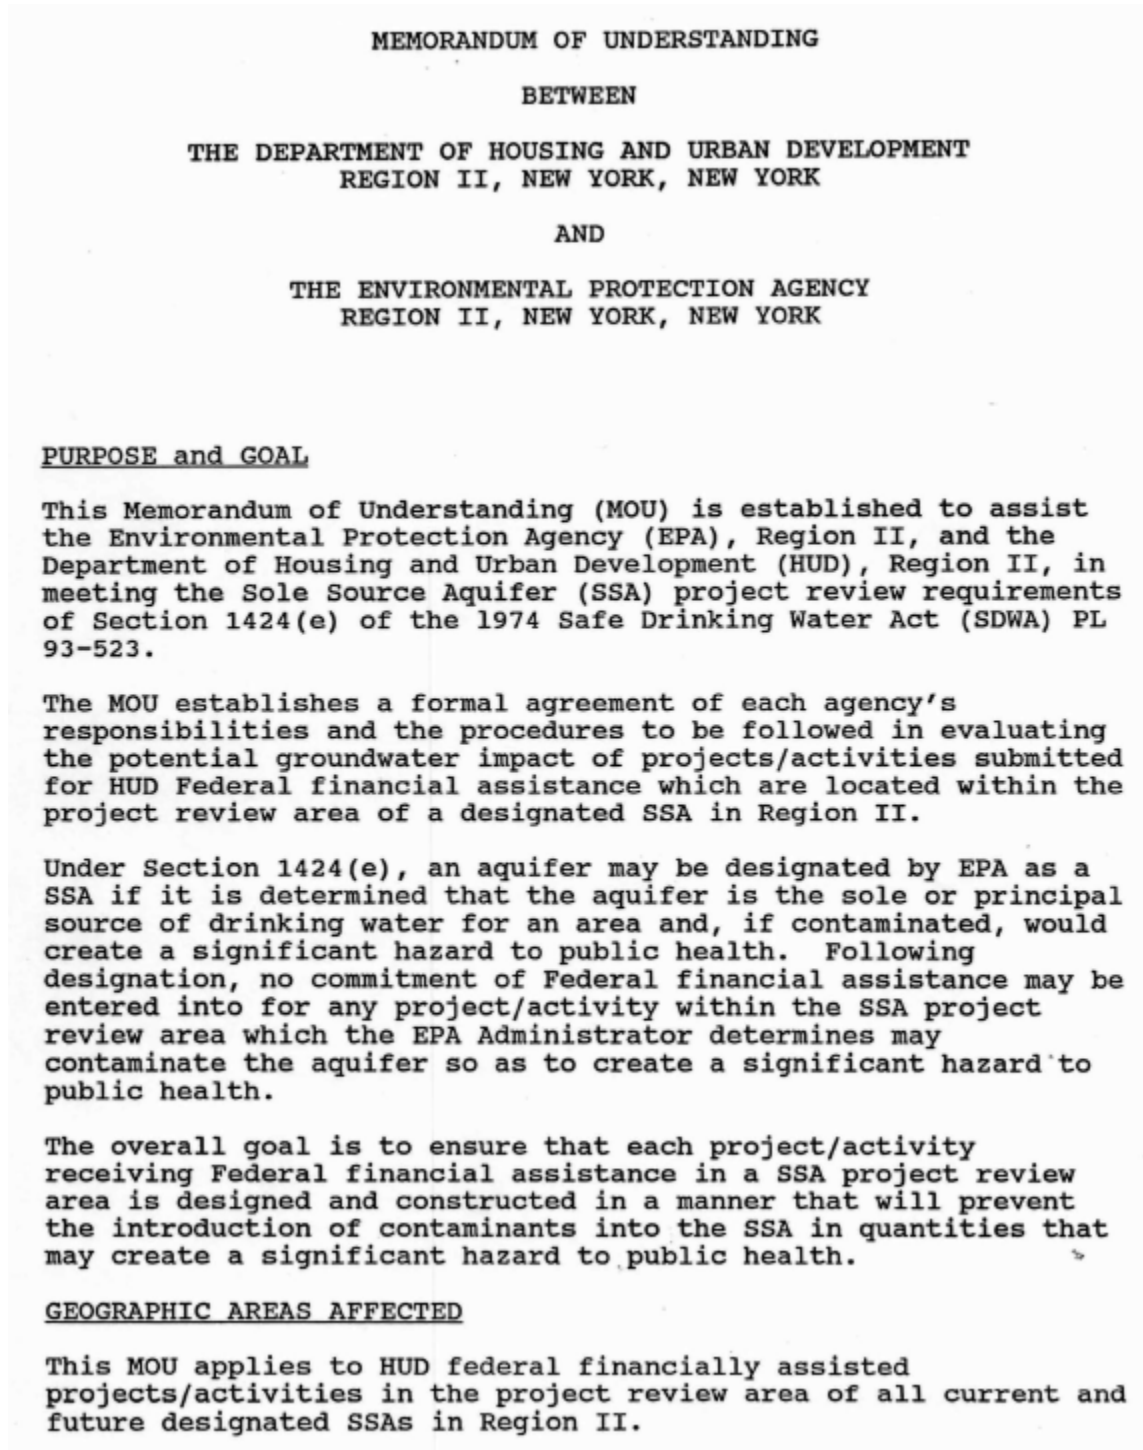 MEMORANDUM OF UNDERSTANDING
BETWEEN
THE DEPARTMENT OF HOUSING AND URBAN DEVELOPMENT
REGION II, NEW YORK, NEW YORK
AND
THE ENVIRONMENTAL PROTECTION AGENCY
REGION II, NEW YORK, NEW YORK
PURPOSE and GOAL
This Memorandum of Understanding (MOU) is established to assist
the Environmental Protection Agency (EPA), Region II, and the
Department of Housing and Urban Development (HUD), Region II, in
meeting the Sole Source Aquifer (SSA) project review requirements
of Section 1424(e) of the 1974 Safe Drinking Water Act (SDWA) PL
93-523.
The MOU establishes a formal agreement of each agency's
responsibilities and the procedures to be followed in evaluating
the potential groundwater impact of projects/activities submitted
for HUD Federal financial assistance which are located within the
project review area of a designated SSA in Region II.
Under Section 1424(e), an aquifer may be designated by EPA as a
SSA if it is determined that the aquifer is the sole or principal
source of drinking water for an area and, if contaminated, would
create a significant hazard to public health.  Following
designation, no commitment of Federal financial assistance may be
entered into for any project/activity within the SSA project
review area which the EPA Administrator determines may
contaminate the aquifer so as to create a significant hazard to
public health.
The overall goal is to ensure that each project/activity
receiving Federal financial assistance in a SSA project review
area is designed and constructed in a manner that will prevent
the introduction of contaminants into the SSA in quantities that
may create a significant hazard to public health.
GEOGRAPHIC AREAS AFFECTED
This MOU applies to HUD federal financially assisted
projects/activities in the project review area of all current and
future designated SSAs in Region II.